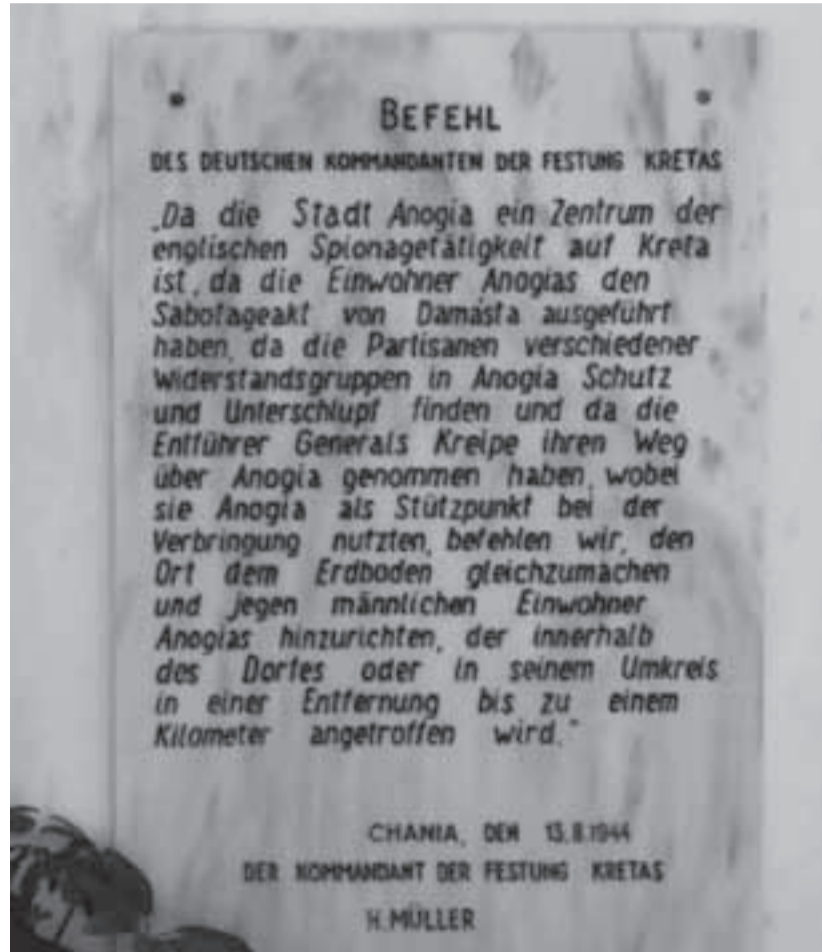 BEFEHL
DES DEUTSCHEN KOMMANDANTEN DER FESTUNG KRETAS
„Da die Stadt Anogia ein Zentrum der
englischen Spionagetätigkeit auf Kreta
ist, da die Einwohner Anogias den
Sabotageakt von Damásta ausgeführt
haben, da die Partisanen verschiedener
Widerstandsgruppen in Anogia Schutz
und Unterschlupf finden und da die
Entführer Generals Kreipe ihren Weg
über Anogia genommen haben, wobei
sie Anogia als Stützpunkt bei der
Verbringung nutzten, befehlen wir, den
Ort dem Erdboden gleichzumachen
und jegen männlichen Einwohner
Anogias hinzurichten, der innerhalb
des Dorfes oder in seinem Umkreis
in einer Entfernung bis zu einem
Kilometer angetroffen wird."
CHANIA, DEN 13.8.1944
DER KOMMANDANT DER FESTUNG KRETAS
H.MÜLLER